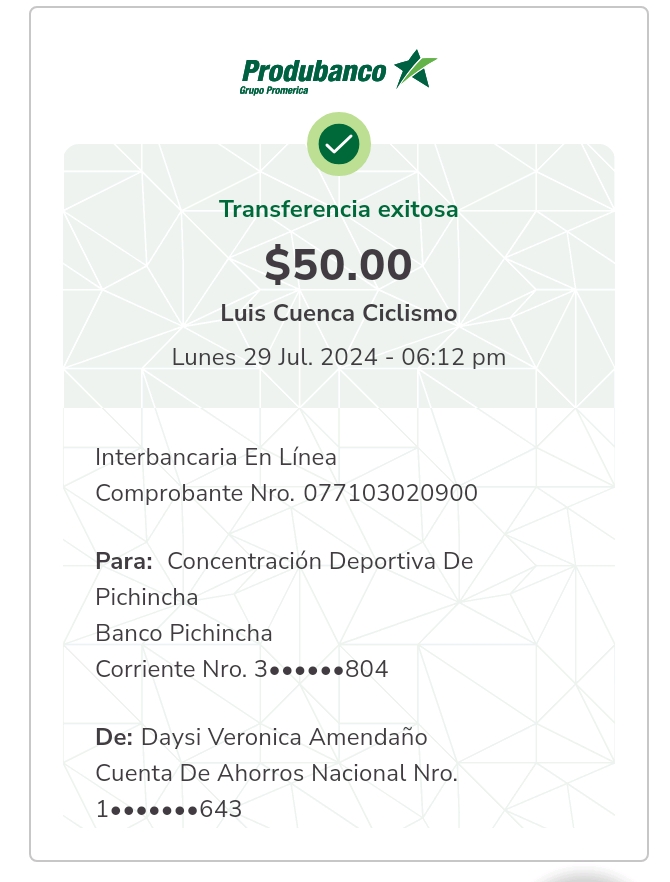 Produbanco
Grupo Promerica
Transferencia exitosa
$50.00
Luis Cuenca Ciclismo
Lunes 29 Jul. 2024 - 06:12 pm
Interbancaria En Línea
Comprobante Nro. 077103020900
Para: Concentración Deportiva De
Pichincha
Banco Pichincha
Corriente Nro. 3●●●●●●804
De: Daysi Veronica Amendaño
Cuenta De Ahorros Nacional Nro.
1●●●●●●●643